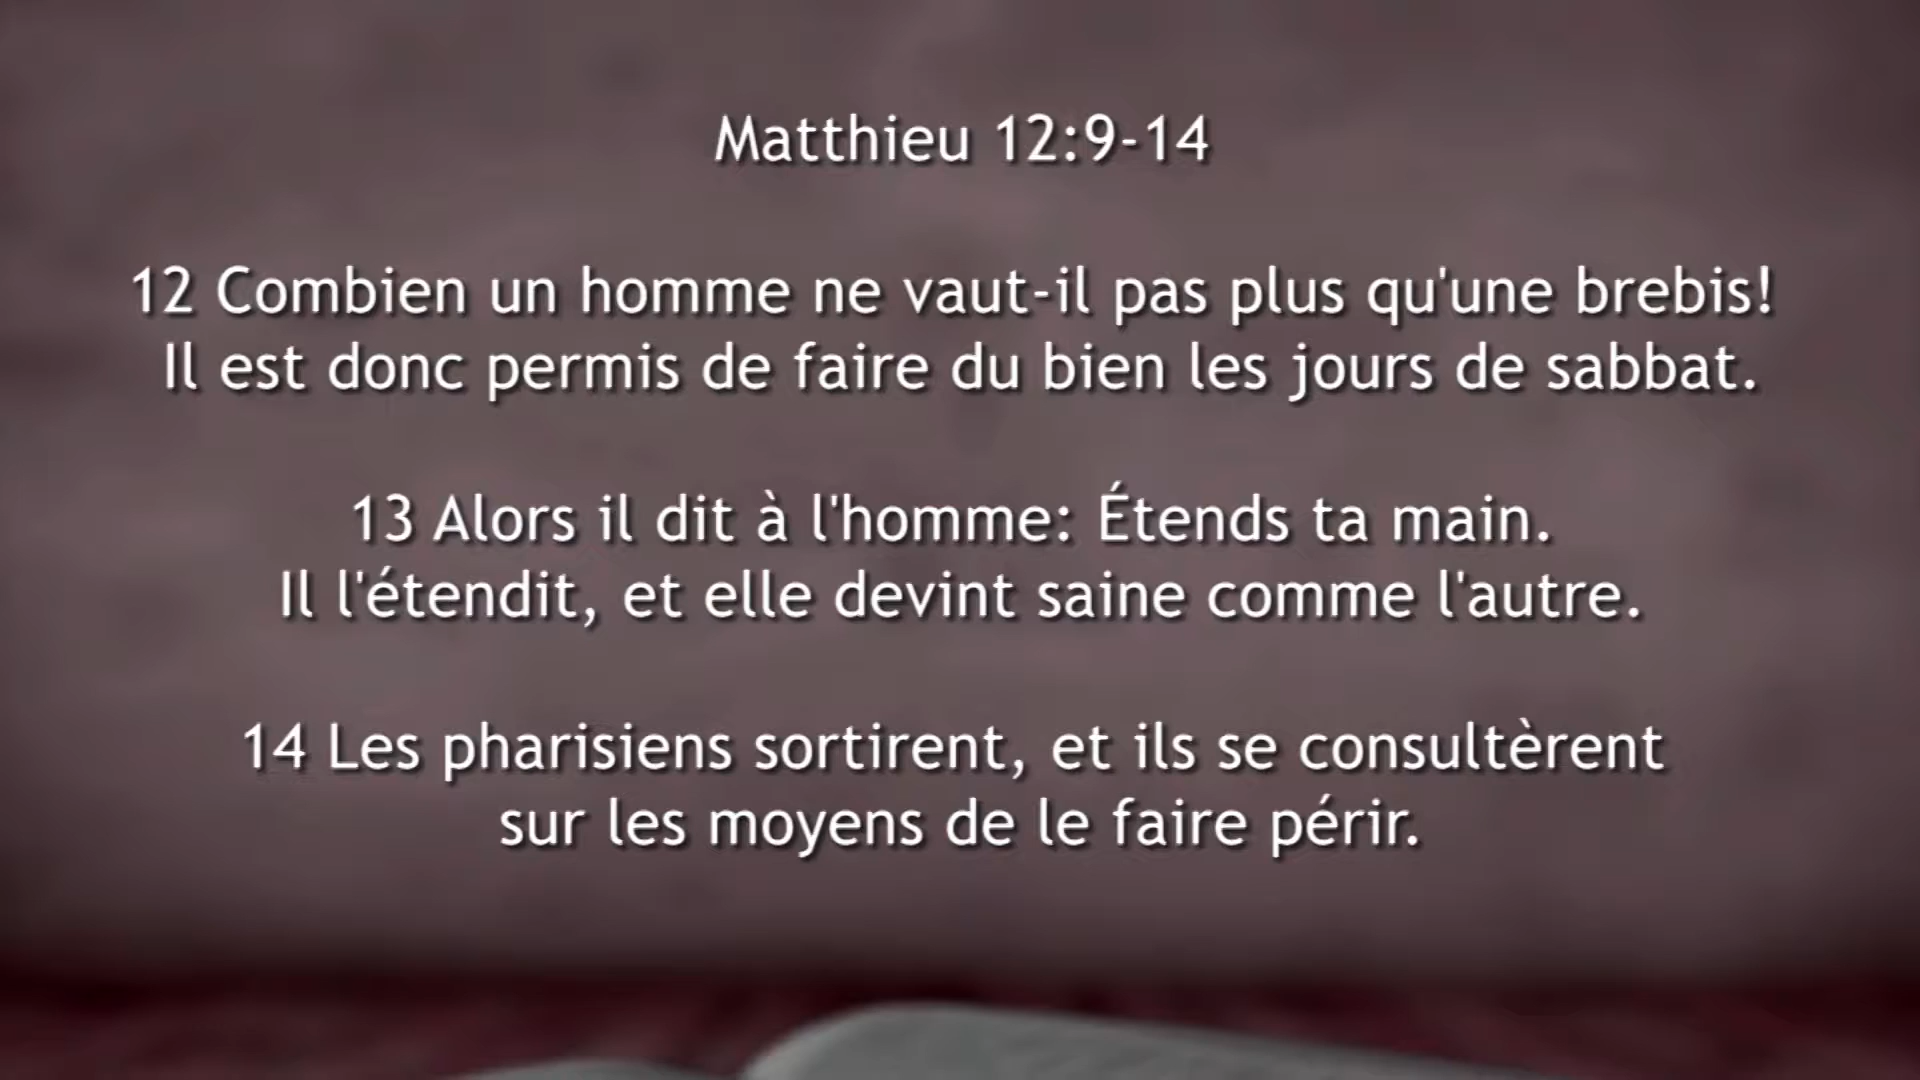 Matthieu 12:9-14
12 Combien un homme ne vaut-il pas plus qu'une brebis!
Il est donc permis de faire du bien les jours de sabbat.
13 Alors il dit à l'homme: Étends ta main.
Il l'étendit, et elle devint saine comme l'autre.
14 Les pharisiens sortirent, et ils se consultèrent
sur les moyens de le faire périr.